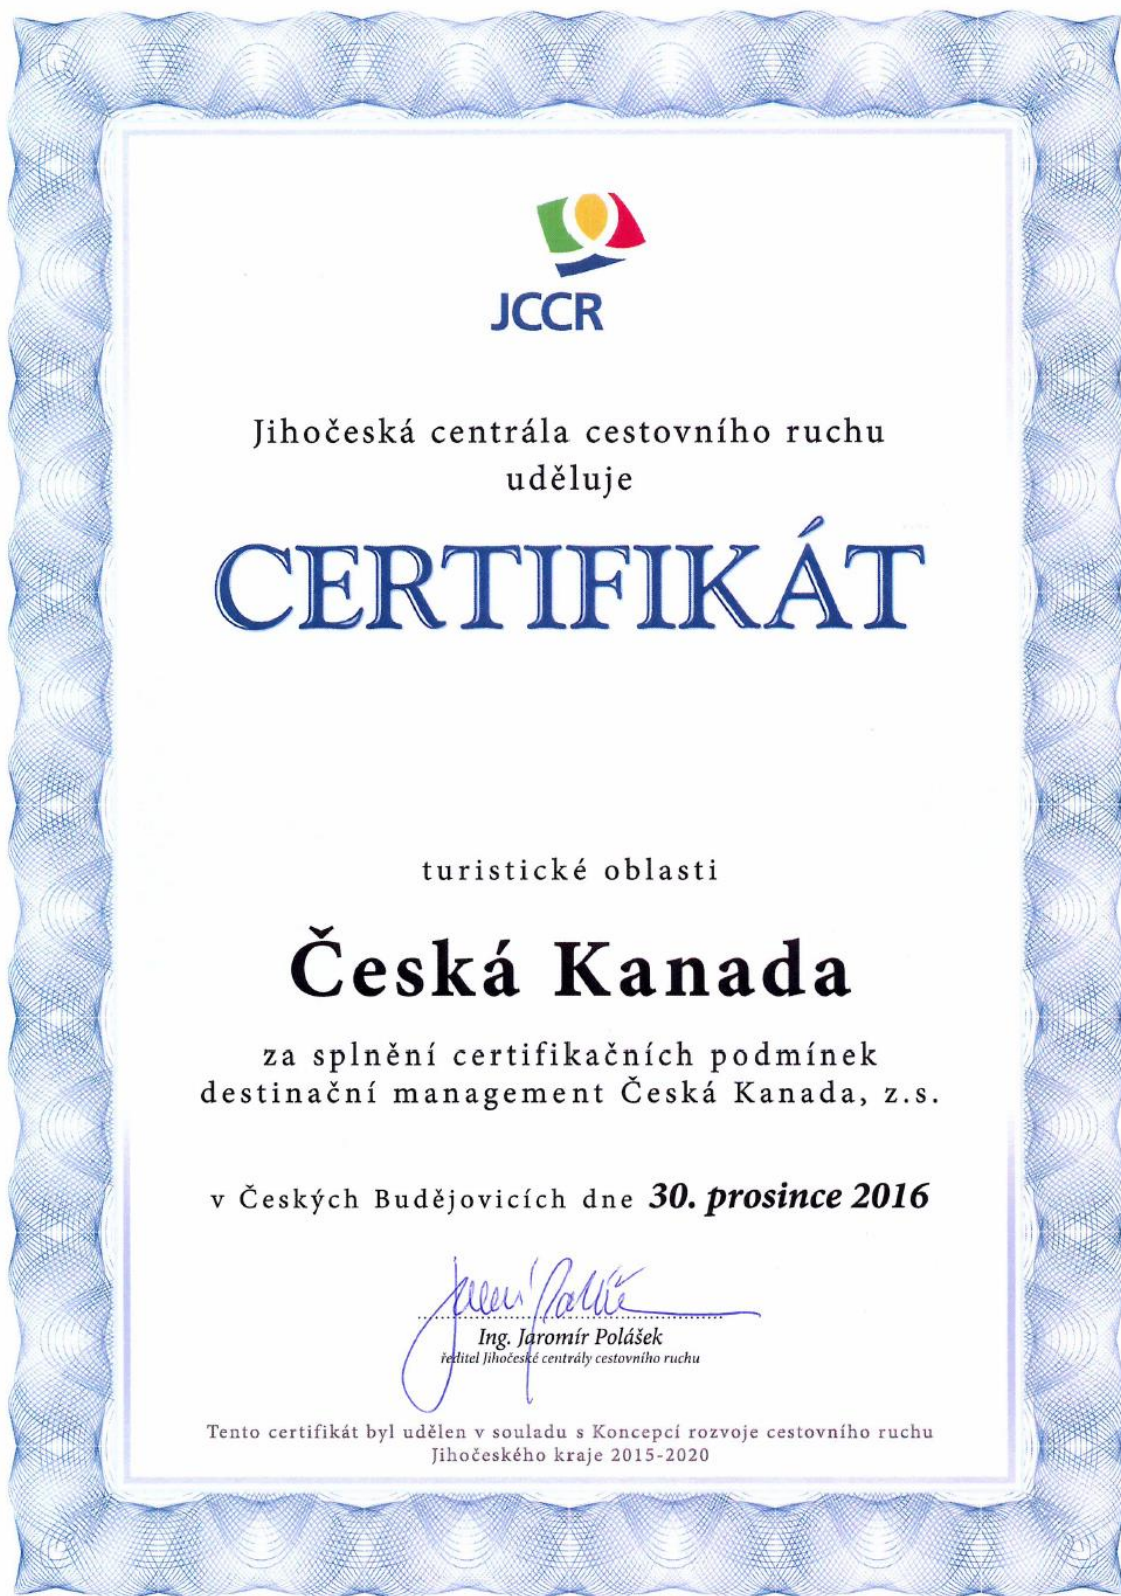 JCCR
Jihočeská centrála cestovního ruchu
uděluje
CERTIFIKÁT
turistické oblasti
Česká Kanada
za splnění certifikačních podmínek
destinační management Česká Kanada, z.s.
v Českých Budějovicích dne 30. prosince 2016
Ing. Jaromír Polášek
ředitel Jihočeské centrály cestovního ruchu
Tento certifikát byl udělen v souladu s Koncepcí rozvoje cestovního ruchu
Jihočeského kraje 2015-2020